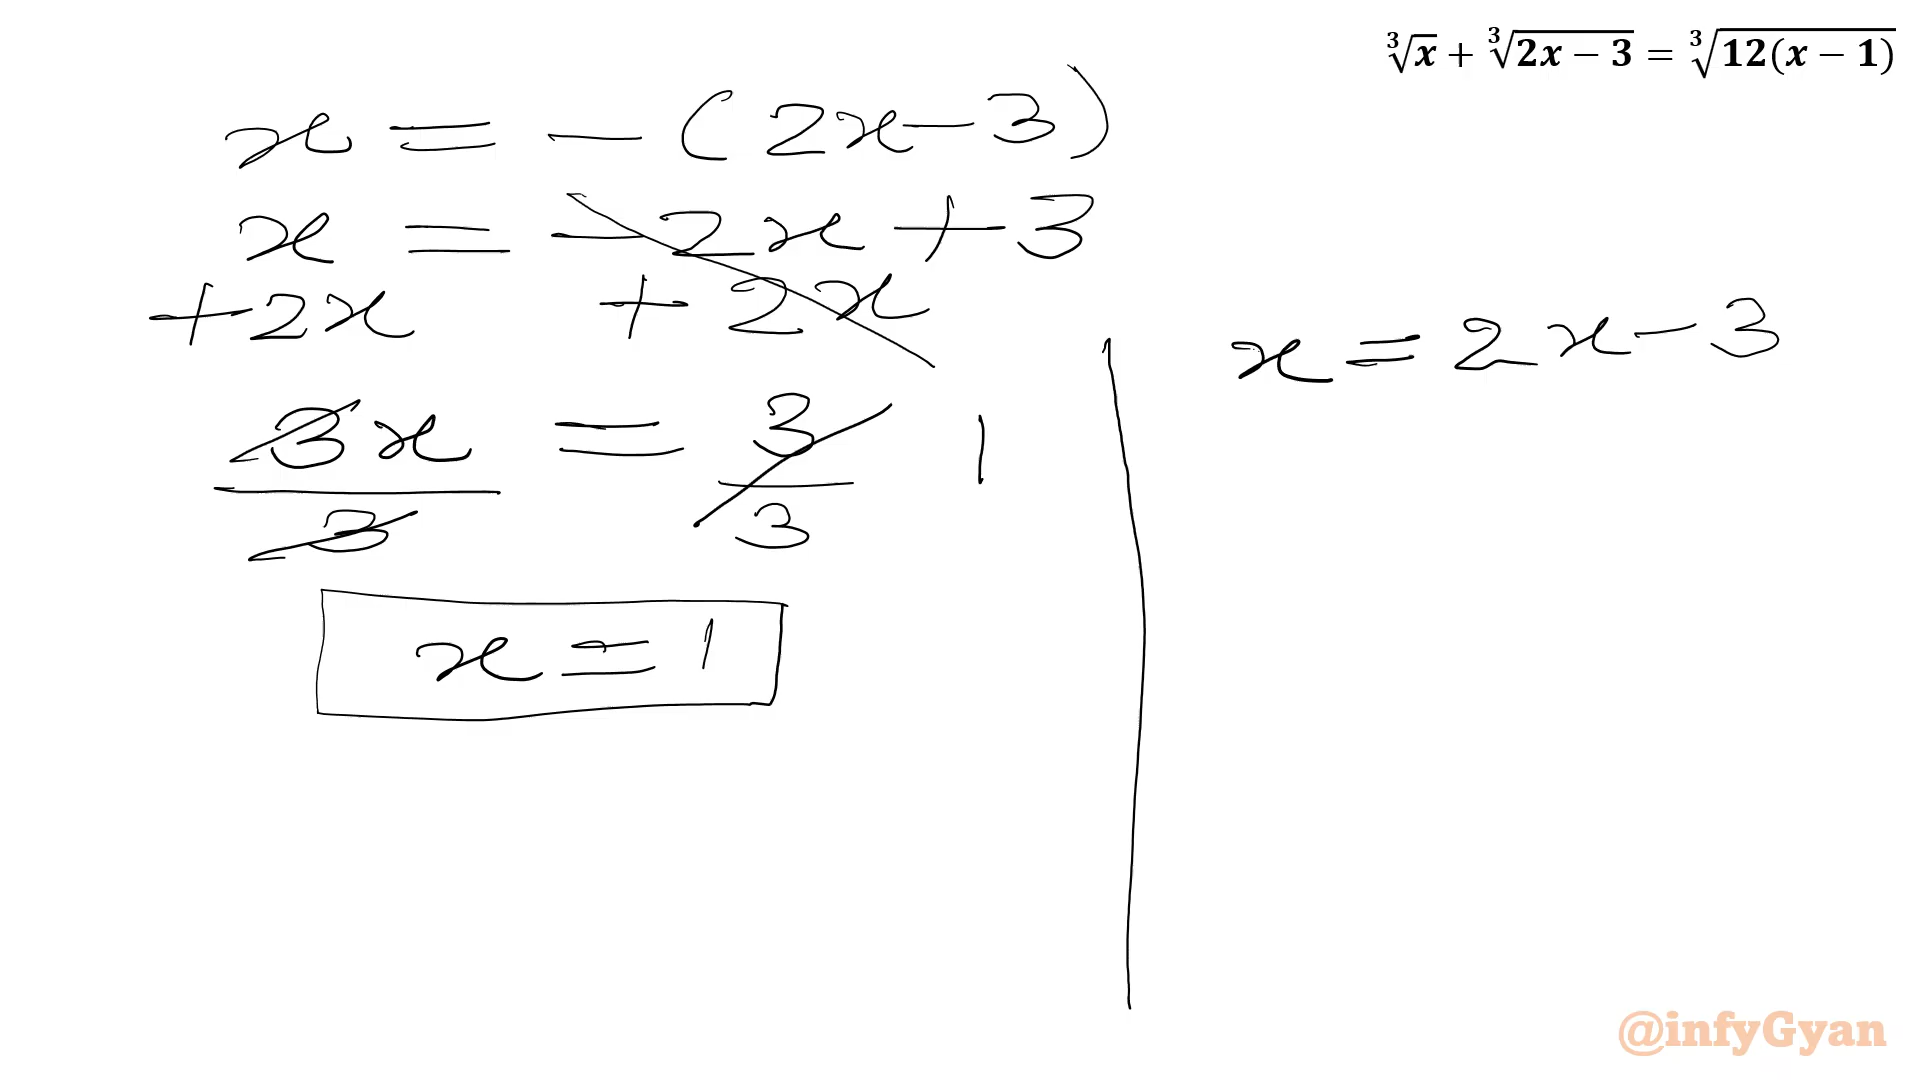 ∛x + ∛(2x − 3) = ∛(12(x − 1))
x = − (2x − 3)
x = − 2x + 3
+ 2x + 2x
3x/3 = 3/3 1
x = 1
x = 2x − 3
@infyGyan